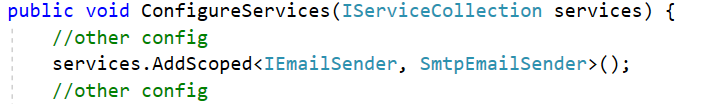 public void ConfigureServices(IServiceCollection services) {
//other config
services.AddScoped<IEmailSender, SmtpEmailSender>();
//other config